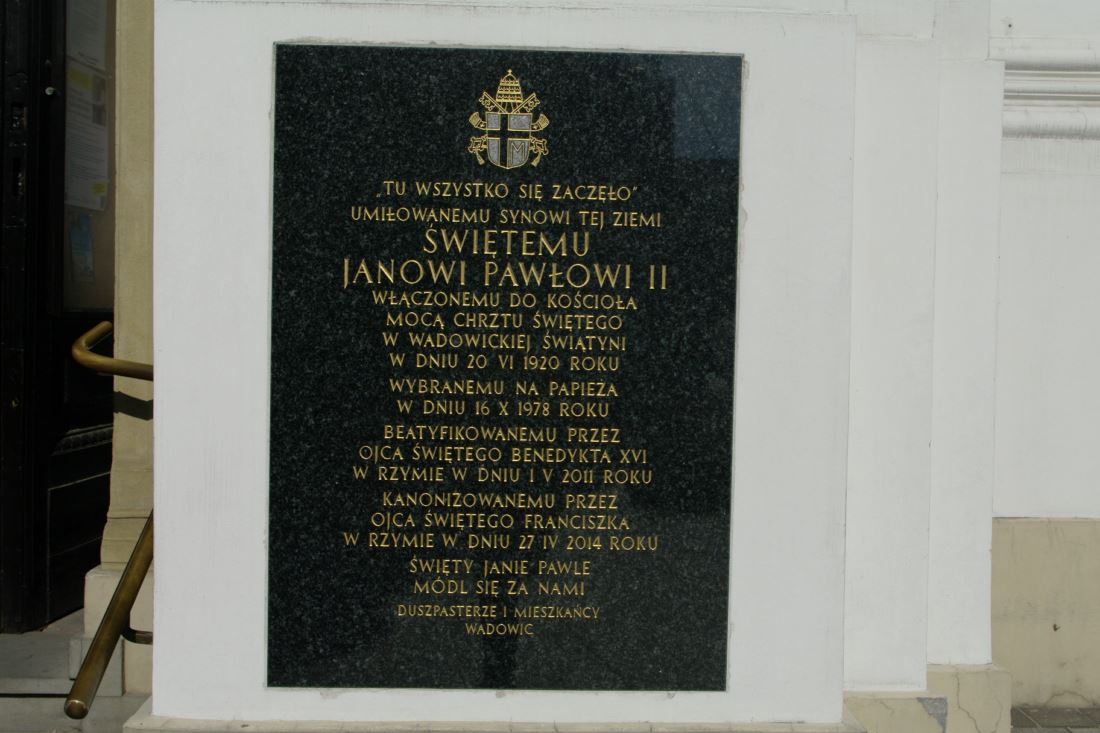 „TU WSZYSTKO SIĘ ZACZĘŁO”
UMIŁOWANEMU SYNOWI TEJ ZIEMI
ŚWIĘTEMU
JANOWI PAWŁOWI II
WŁĄCZONEMU DO KOŚCIOŁA
MOCĄ CHRZTU ŚWIĘTEGO
W WADOWICKIEJ ŚWIĄTYNI
W DNIU 20 VI 1920 ROKU
WYBRANEMU NA PAPIEŻA
W DNIU 16 X 1978 ROKU
BEATYFIKOWANEMU PRZEZ
OJCA ŚWIĘTEGO BENEDYKTA XVI
W RZYMIE W DNIU 1 V 2011 ROKU
KANONIZOWANEMU PRZEZ
OJCA ŚWIĘTEGO FRANCISZKA
W RZYMIE W DNIU 27 IV 2014 ROKU
ŚWIĘTY JANIE PAWLE
MÓDL SIĘ ZA NAMI
DUSZPASTERZE I MIESZKAŃCY
WADOWIC